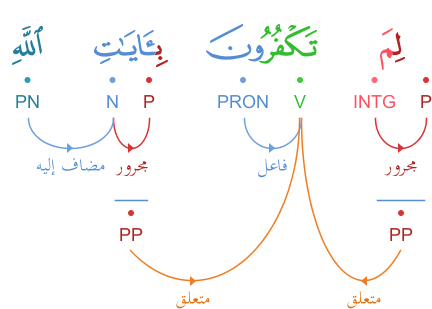 لِمَ تَكْفُرُونَ بِـَٔايَـٰتِ ٱللَّهِ
P INTG V PRON P N PN
مجرور فاعل مجرور مضاف إليه
PP PP
متعلق متعلق